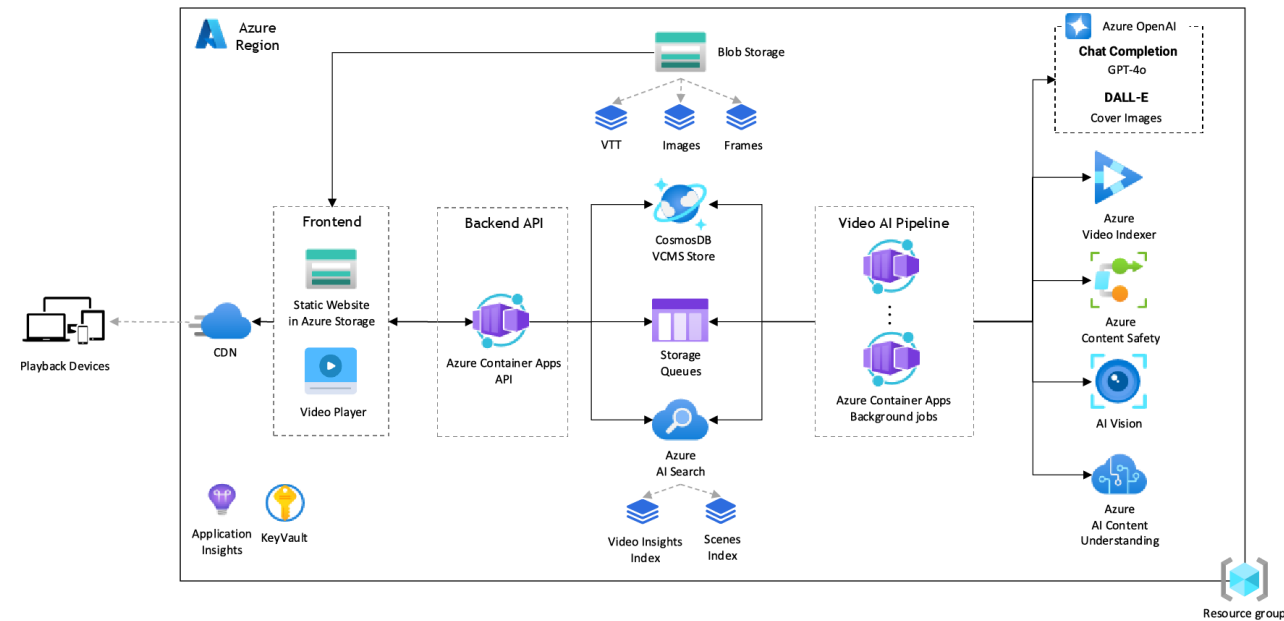 Azure
Region
Blob Storage
VTT
Images
Frames
Azure OpenAI
Chat Completion
GPT-4o
DALL-E
Cover Images
Frontend
Static Website
in Azure Storage
Video Player
Backend API
Azure Container Apps
API
CosmosDB
VCMS Store
Storage
Queues
Azure
AI Search
Video Insights
Index
Scenes
Index
Video AI Pipeline
Azure Container Apps
Background jobs
Azure
Video Indexer
Azure
Content Safety
AI Vision
Azure
AI Content
Understanding
Playback Devices
CDN
Application
Insights
KeyVault
Resource group